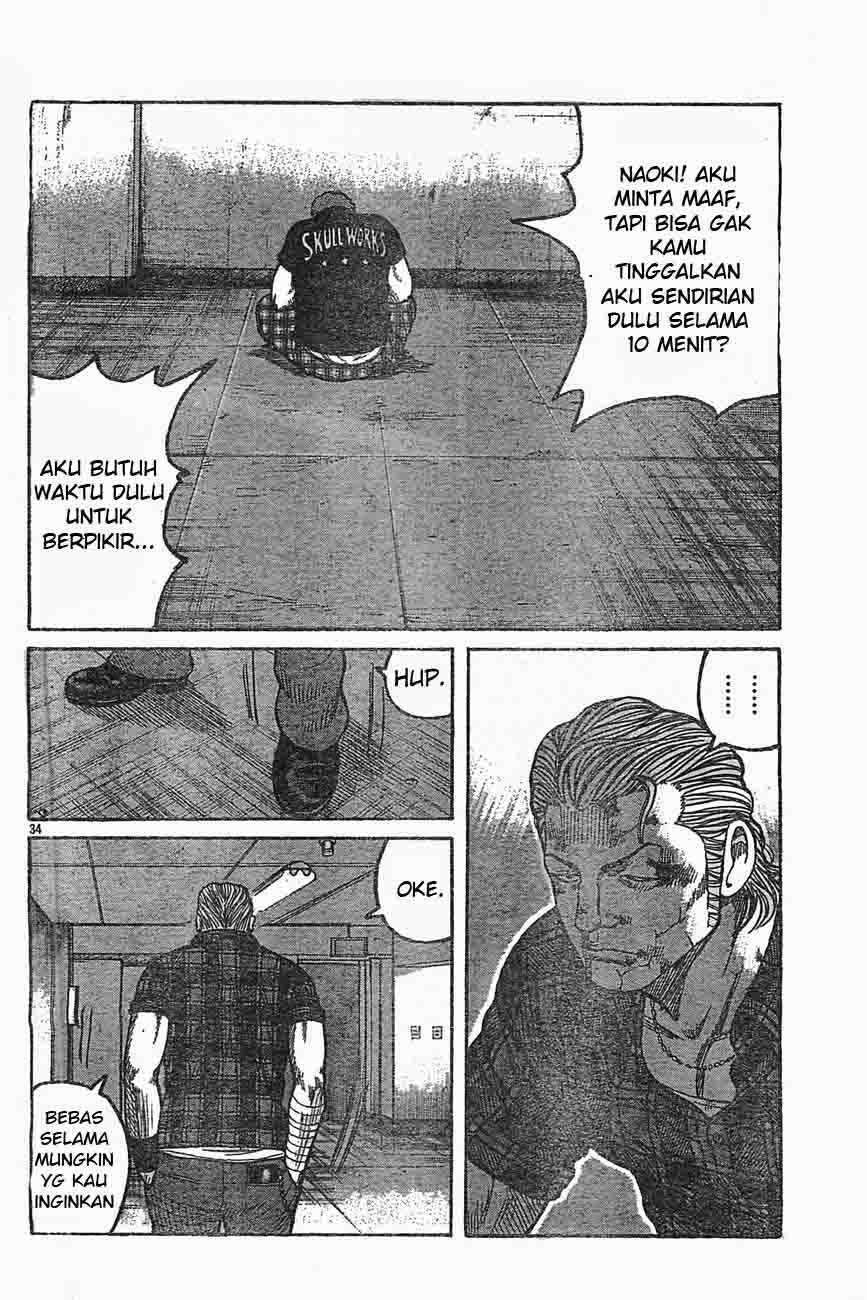 NAOKI! AKU
MINTA MAAF,
TAPI BISA GAK
KAMU
TINGGALKAN
AKU SENDIRIAN
DULU SELAMA
10 MENIT?
SKULL WORKS
AKU BUTUH
WAKTU DULU
UNTUK
BERPIKIR...
......
HUP.
34
OKE.
BEBAS
SELAMA
MUNGKIN
YG KAU
INGINKAN